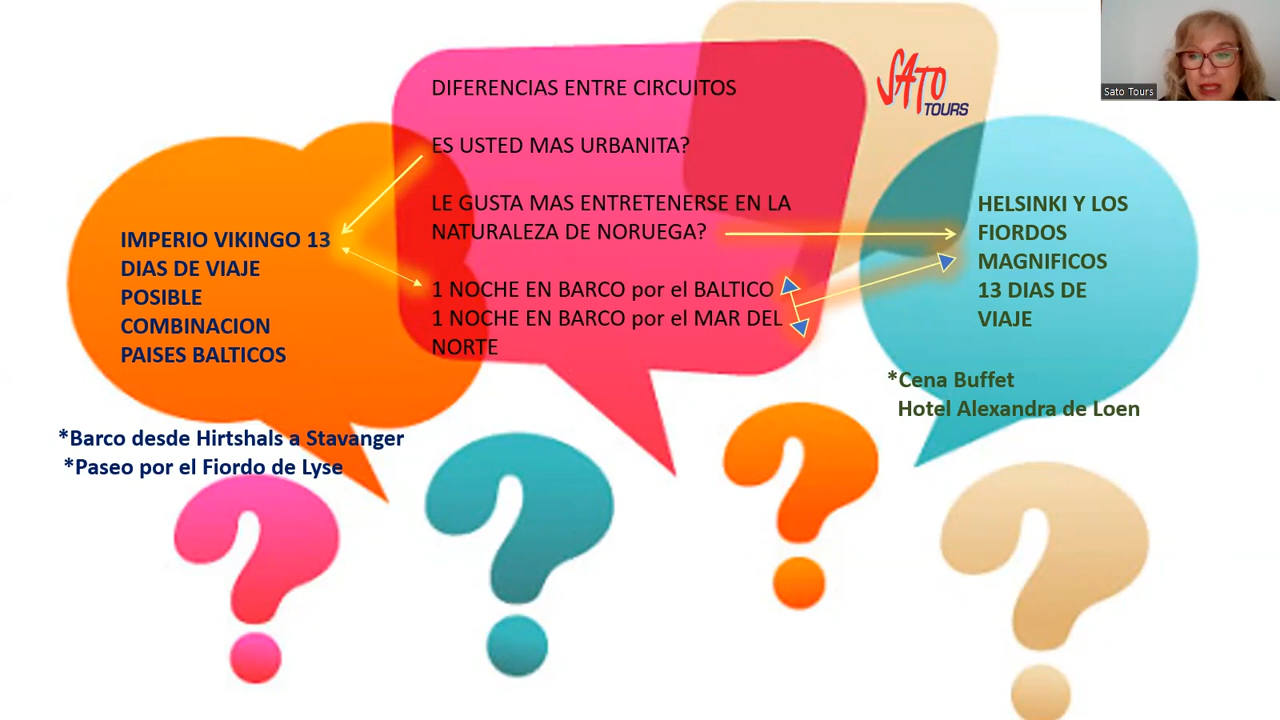 DIFERENCIAS ENTRE CIRCUITOS
ES USTED MAS URBANITA?
LE GUSTA MAS ENTRETENERSE EN LA
NATURALEZA DE NORUEGA?
1 NOCHE EN BARCO por el BALTICO
1 NOCHE EN BARCO por el MAR DEL
NORTE
IMPERIO VIKINGO 13
DIAS DE VIAJE
POSIBLE
COMBINACION
PAISES BALTICOS
*Barco desde Hirtshals a Stavanger
*Paseo por el Fiordo de Lyse
HELSINKI Y LOS
FIORDOS
MAGNIFICOS
13 DIAS DE
VIAJE
*Cena Buffet
Hotel Alexandra de Loen
SATO
TOURS
Sato Tours